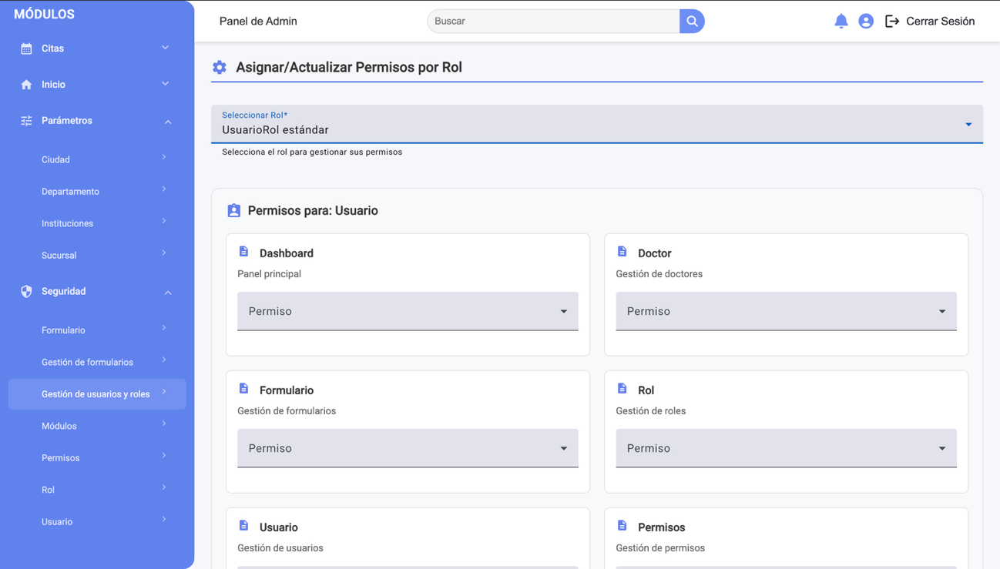 MÓDULOS
Citas
Inicio
Parámetros
Ciudad
Departamento
Instituciones
Sucursal
Seguridad
Formulario
Gestión de formularios
Gestión de usuarios y roles
Módulos
Permisos
Rol
Usuario
Panel de Admin
Buscar
Cerrar Sesión
Asignar/Actualizar Permisos por Rol
Seleccionar Rol*
UsuarioRol estándar
Selecciona el rol para gestionar sus permisos
Permisos para: Usuario
Dashboard
Panel principal
Permiso
Doctor
Gestión de doctores
Permiso
Formulario
Gestión de formularios
Permiso
Rol
Gestión de roles
Permiso
Usuario
Gestión de usuarios
Permisos
Gestión de permisos